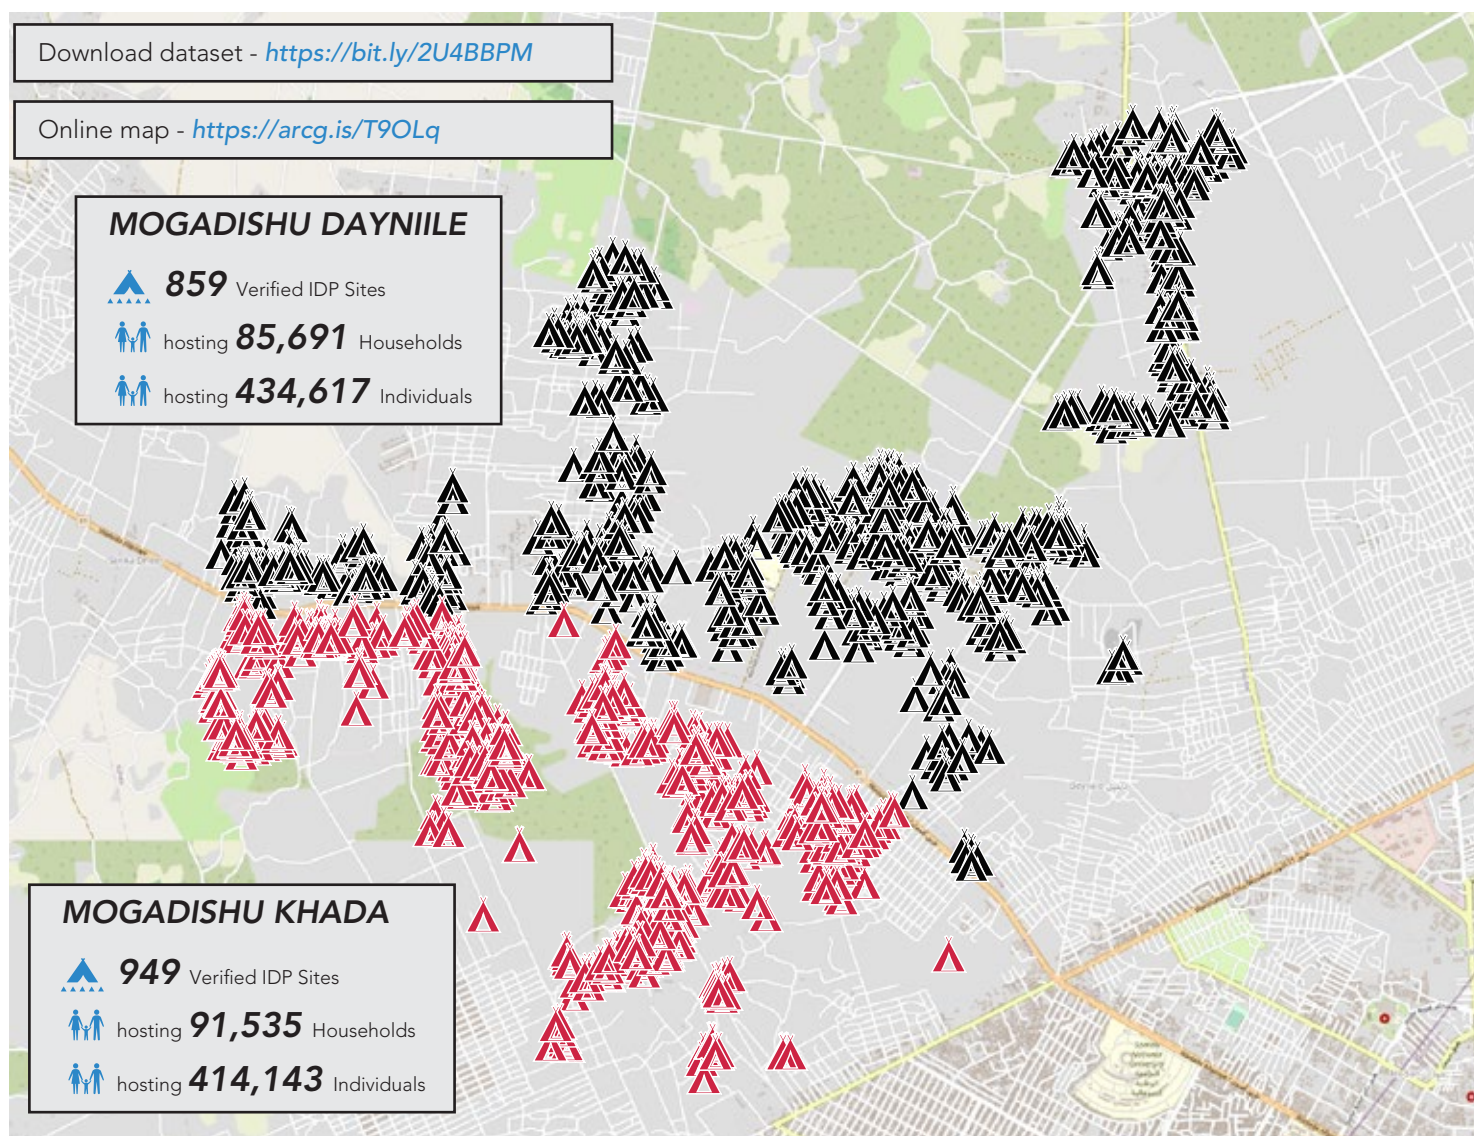 Download dataset - https://bit.ly/2U4BBPM
Online map - https://arcg.is/T9OLq
MOGADISHU DAYNIILE
859 Verified IDP Sites
hosting 85,691 Households
hosting 434,617 Individuals
MOGADISHU KHADA
949 Verified IDP Sites
hosting 91,535 Households
hosting 414,143 Individuals